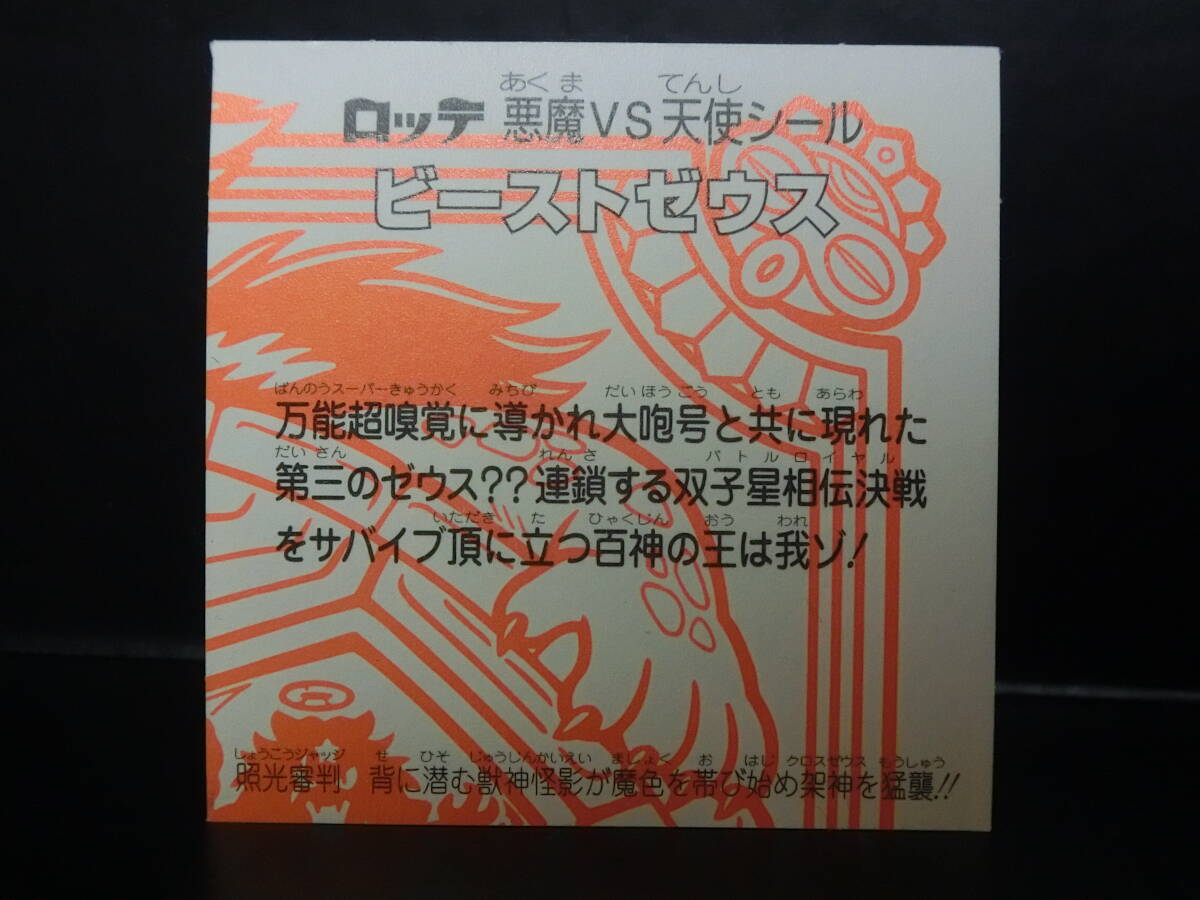 あくま てんし
ロッテ 悪魔VS天使シール
ビーストゼウス
ばんのうスーパーきゅうかく みちび だいほうごう とも あらわ
万能超嗅覚に導かれ大咆号と共に現れた
だいさん れんさ バトルロイヤル
第三のゼウス??連鎖する双子星相伝決戦
いただき た ひゃくじん おう われ
をサバイブ頂に立つ百神の王は我ゾ!
しょうこうジャッジ せ ひそ じゅうじんかいえい ましょく お はじ クロスゼウス もうしゅう
照光審判 背に潜む獣神怪影が魔色を帯び始め架神を猛襲!!